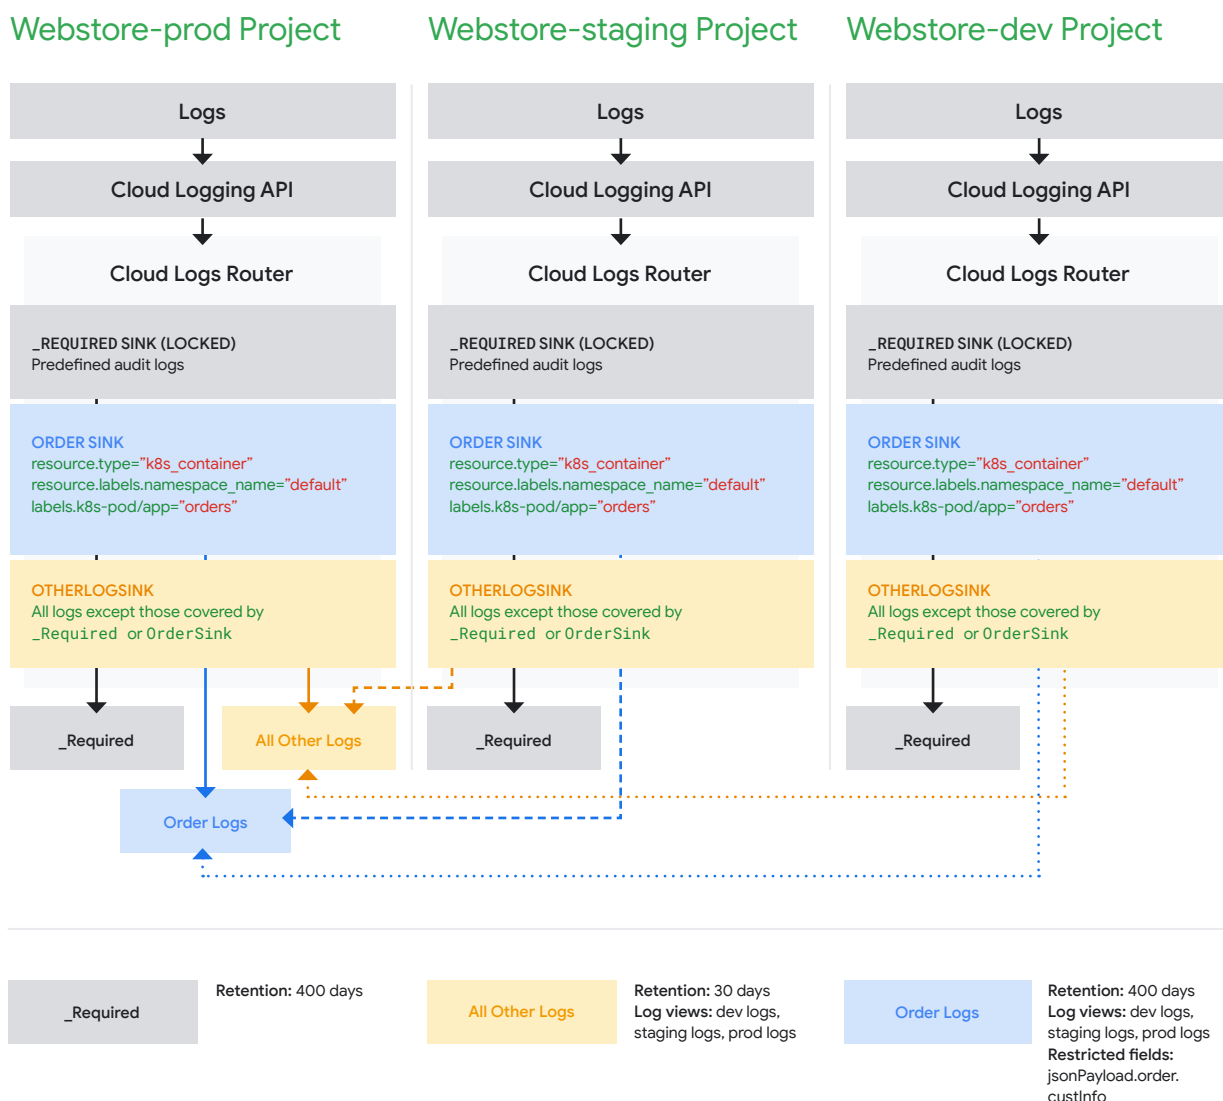 Webstore-prod Project
Webstore-staging Project
Webstore-dev Project
Logs
Cloud Logging API
Cloud Logs Router
_REQUIRED SINK (LOCKED)
Predefined audit logs
ORDER SINK
resource.type=”k8s_container”
resource.labels.namespace_name=”default”
labels.k8s-pod/app=”orders”
OTHERLOGSINK
All logs except those covered by
_Required or OrderSink
_Required
All Other Logs
Order Logs
Logs
Cloud Logging API
Cloud Logs Router
_REQUIRED SINK (LOCKED)
Predefined audit logs
ORDER SINK
resource.type=”k8s_container”
resource.labels.namespace_name=”default”
labels.k8s-pod/app=”orders”
OTHERLOGSINK
All logs except those covered by
_Required or OrderSink
_Required
Logs
Cloud Logging API
Cloud Logs Router
_REQUIRED SINK (LOCKED)
Predefined audit logs
ORDER SINK
resource.type=”k8s_container”
resource.labels.namespace_name=”default”
labels.k8s-pod/app=”orders”
OTHERLOGSINK
All logs except those covered by
_Required or OrderSink
_Required
_Required
Retention: 400 days
All Other Logs
Retention: 30 days
Log views: dev logs,
staging logs, prod logs
Order Logs
Retention: 400 days
Log views: dev logs,
staging logs, prod logs
Restricted fields:
jsonPayload.order.
custInfo